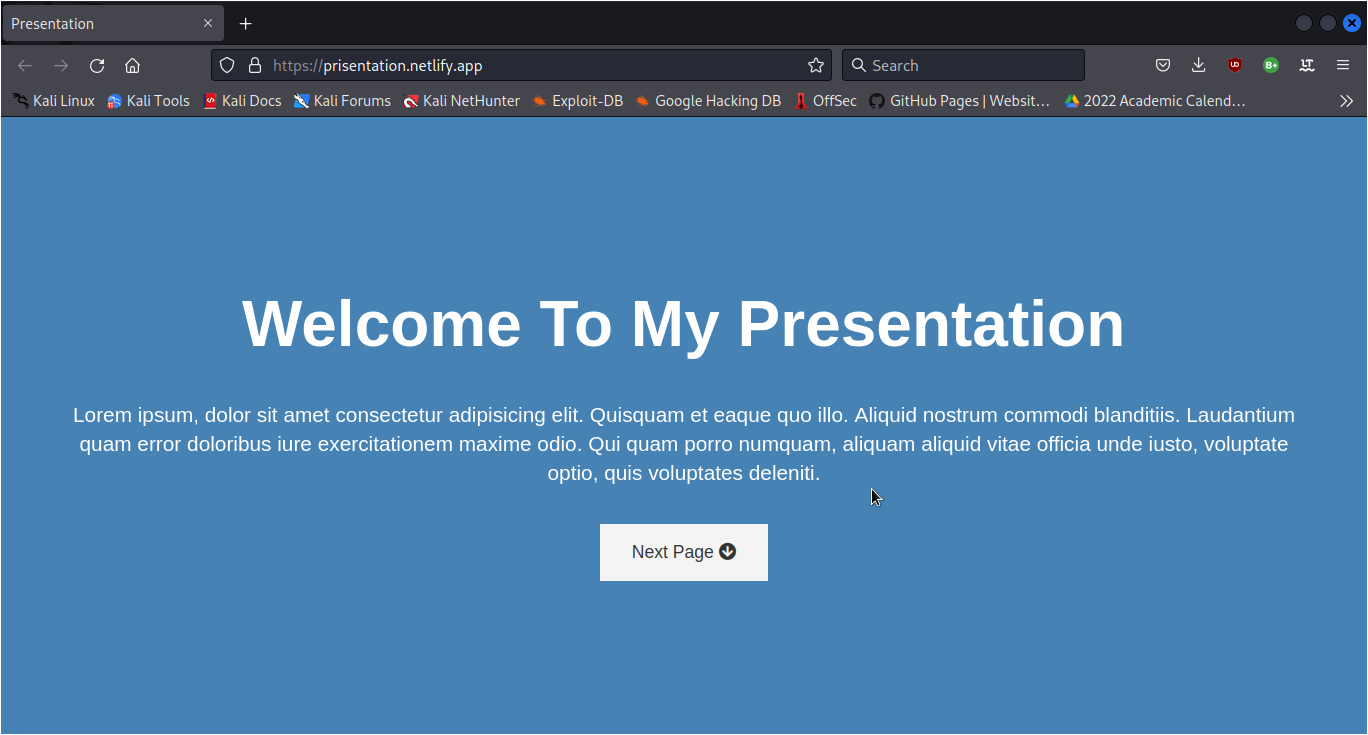 Presentation
https://prisentation.netlify.app
Search
Kali Linux Kali Tools Kali Docs Kali Forums Kali NetHunter Exploit-DB Google Hacking DB OffSec GitHub Pages | Websit… 2022 Academic Calend…
Welcome To My Presentation
Lorem ipsum, dolor sit amet consectetur adipisicing elit. Quisquam et eaque quo illo. Aliquid nostrum commodi blanditiis. Laudantium
quam error doloribus iure exercitationem maxime odio. Qui quam porro numquam, aliquam aliquid vitae officia unde iusto, voluptate
optio, quis voluptates deleniti.
Next Page